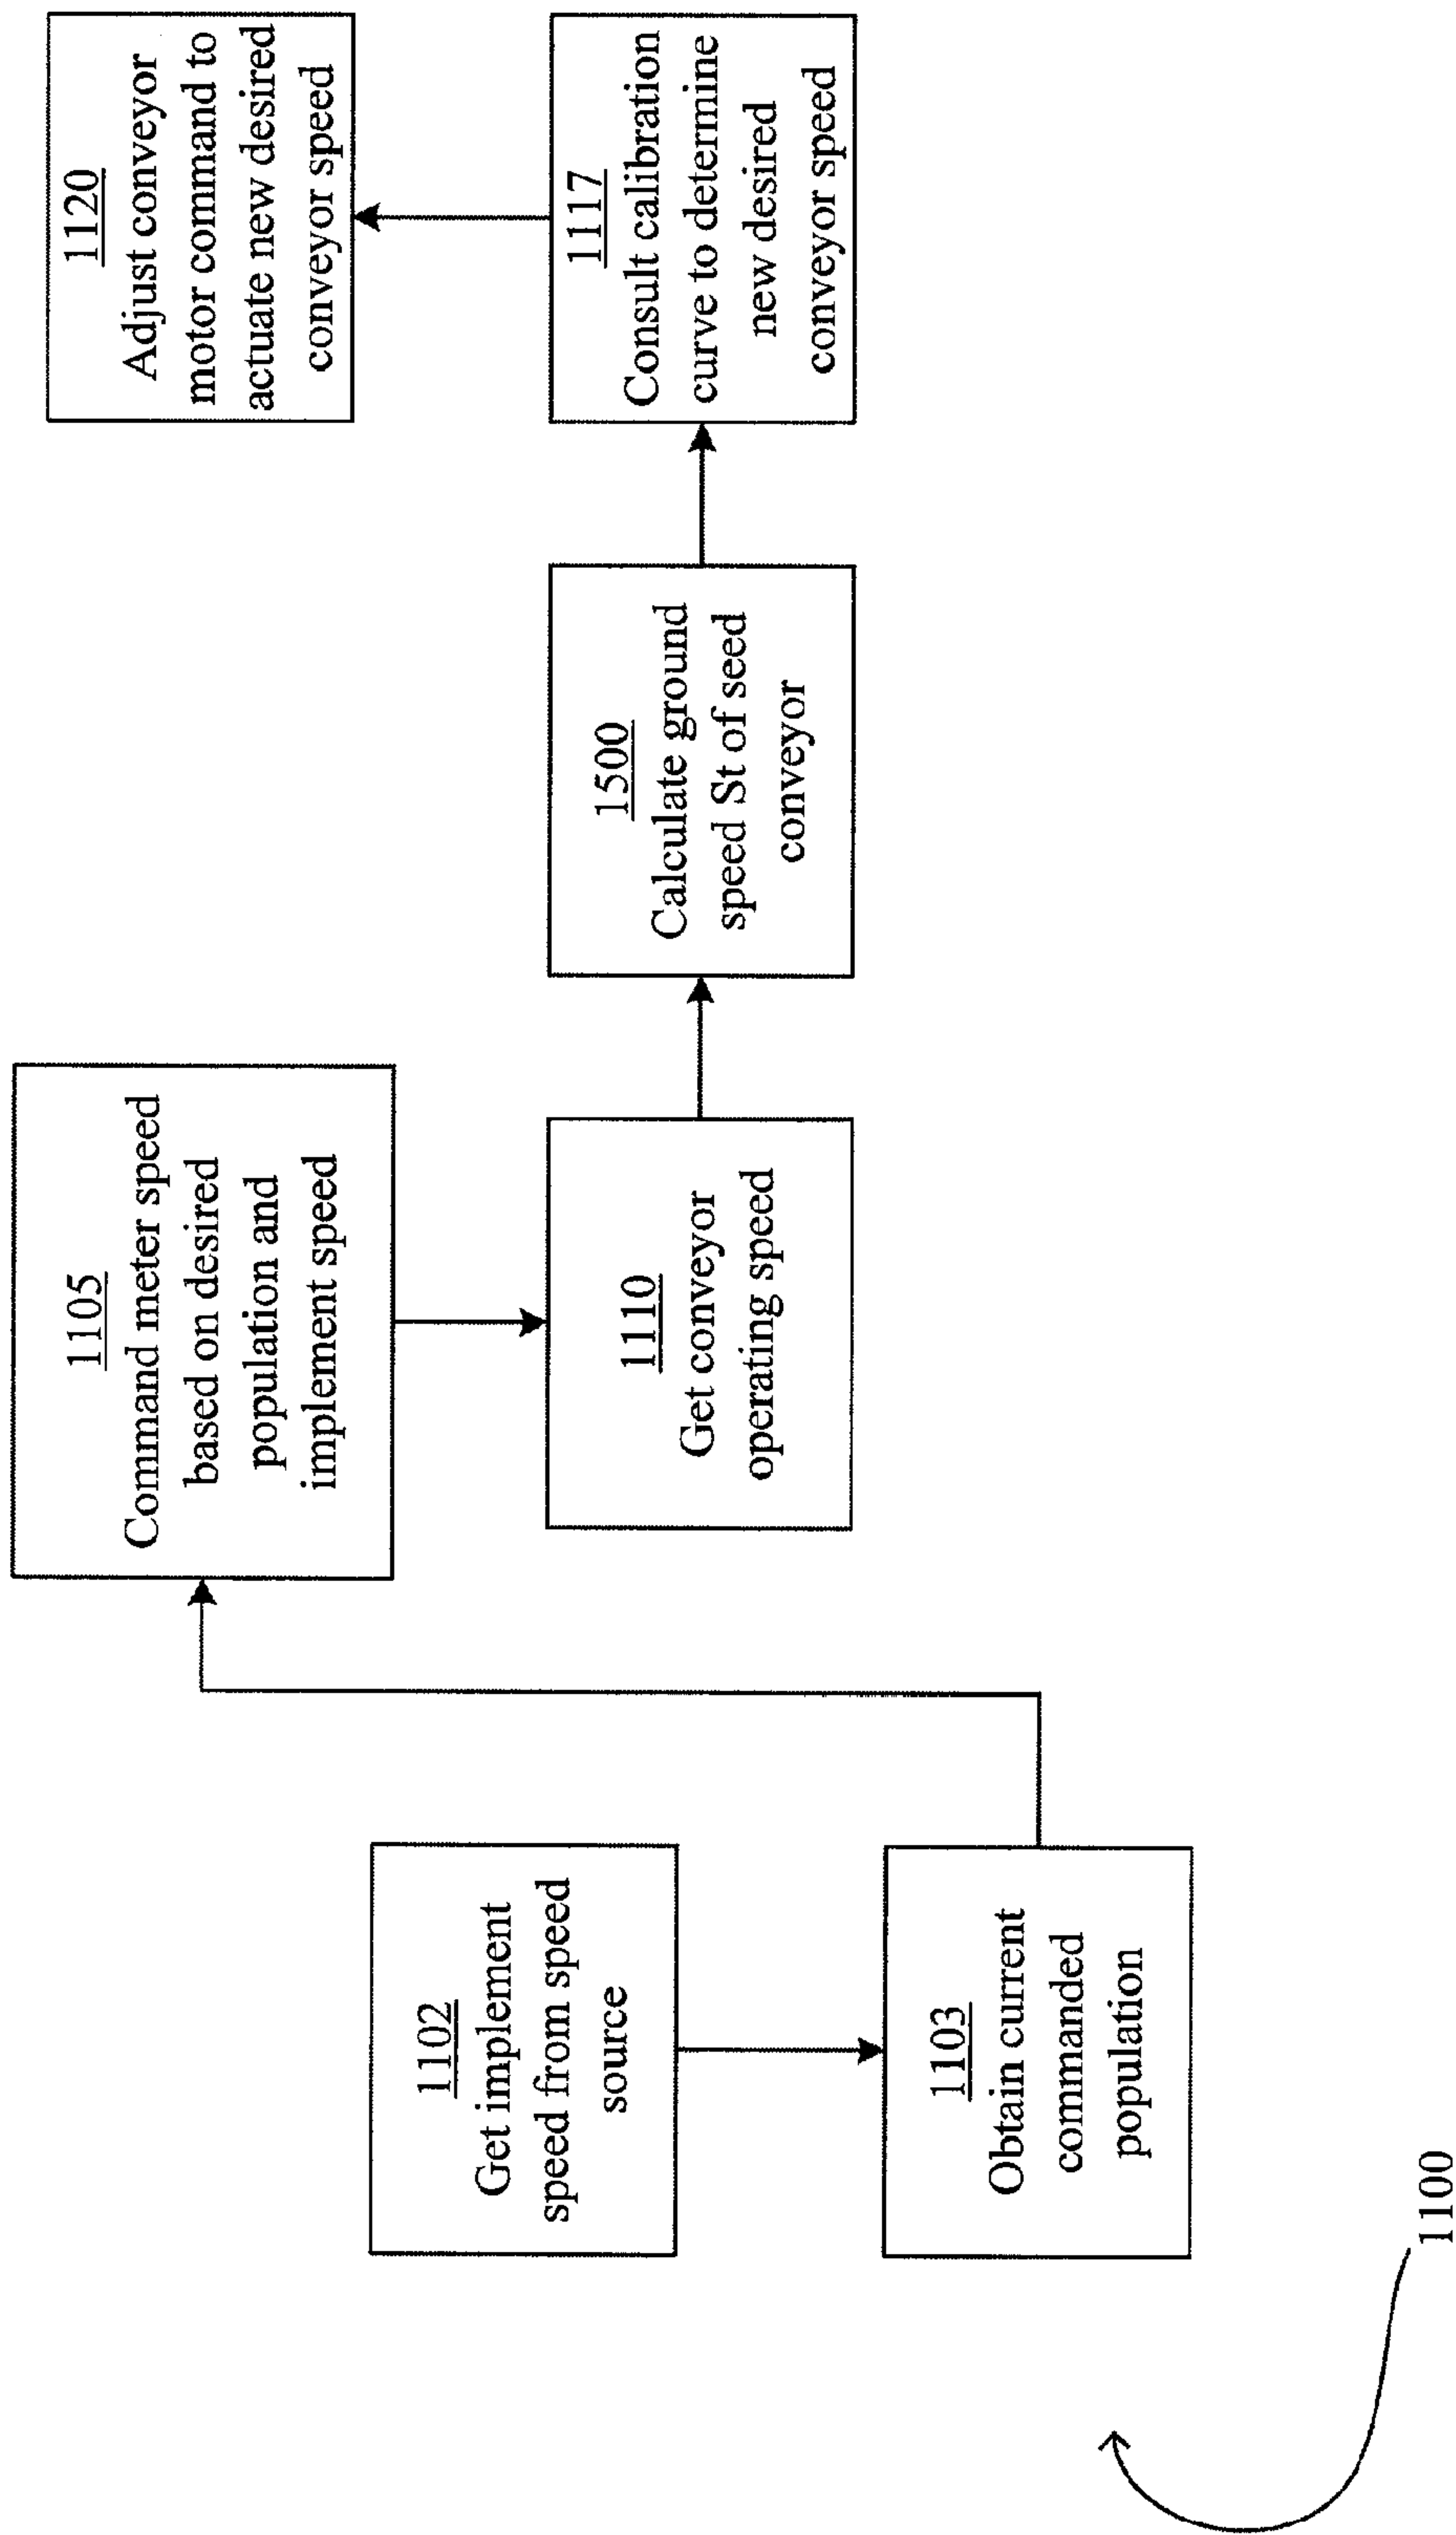 1102
Get implement
speed from speed
source
1103
Obtain current
commanded
population
1105
Command meter speed
based on desired
population and
implement speed
1110
Get conveyor
operating speed
1500
Calculate ground
speed St of seed
conveyor
1117
Consult calibration
curve to determine
new desired
conveyor speed
1120
Adjust conveyor
motor command to
actuate new desired
conveyor speed
1100